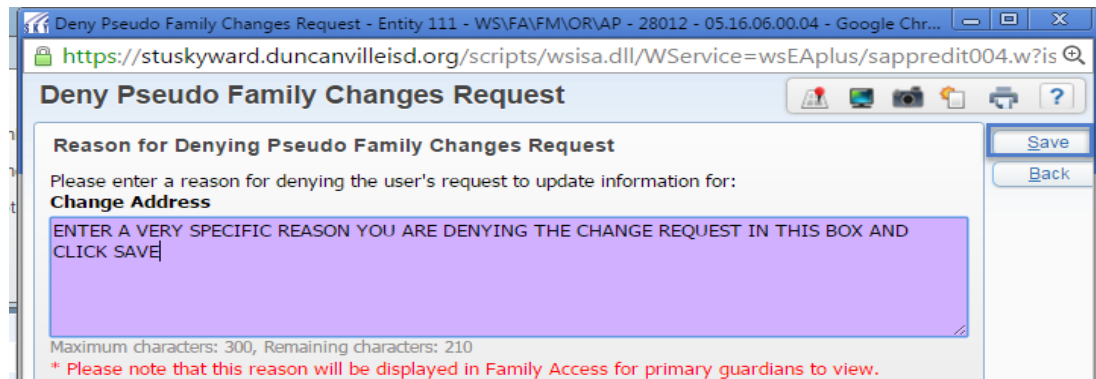 Deny Pseudo Family Changes Request - Entity 111 - WS\FA\FM\OR\AP - 28012 - 05.16.06.00.04 - Google Chr...
https://stuskyward.duncanvilleisd.org/scripts/wsisa.dll/WService=wsEAplus/sappredit004.w?is
Deny Pseudo Family Changes Request
?
Reason for Denying Pseudo Family Changes Request
Save
Please enter a reason for denying the user's request to update information for:
Back
Change Address
ENTER A VERY SPECIFIC REASON YOU ARE DENYING THE CHANGE REQUEST IN THIS BOX AND
CLICK SAVE
Maximum characters: 300, Remaining characters: 210
* Please note that this reason will be displayed in Family Access for primary guardians to view.